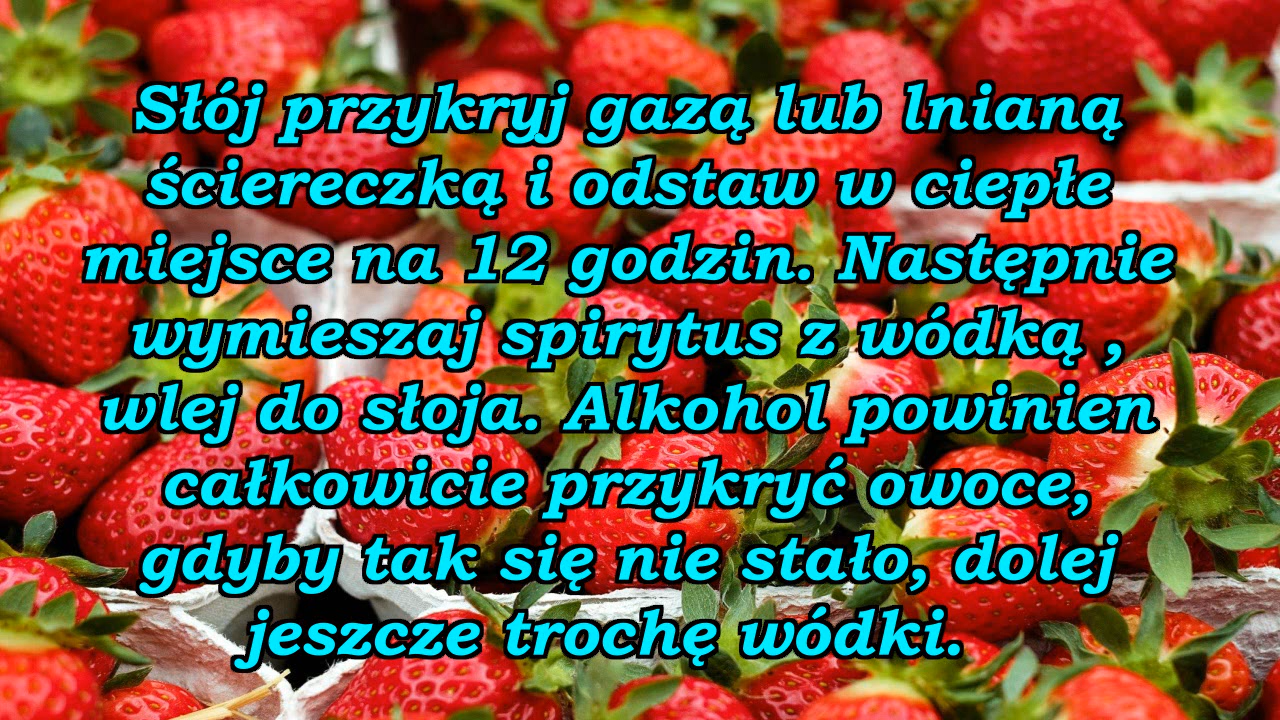 Słój przykryj gazą lub lnianą
ściereczką i odstaw w ciepłe
miejsce na 12 godzin. Następnie
wymieszaj spirytus z wódką ,
wlej do słoja. Alkohol powinien
całkowicie przykryć owoce,
gdyby tak się nie stało, dolej
jeszcze trochę wódki.